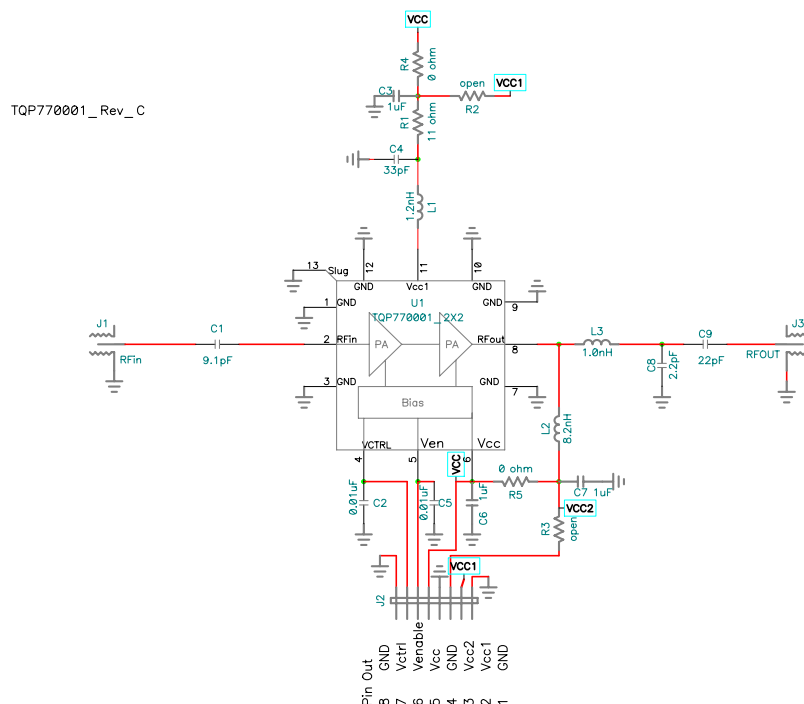 VCC
R4
0 ohm
C3
1uF
open
VCC1
R2
TQP770001_Rev_C
R1
11 ohm
C4
33pF
1.2nH
L1
13
Slug
12
GND
11
Vcc1
10
GND
U1
TQP770001_2X2
1
GND
GND
9
J1
RFin
C1
9.1pF
2
RFin
PA
PA
RFout
8
L3
1.0nH
C8
2.2pF
C9
22pF
J3
RFOUT
3
GND
GND
7
Bias
VCTRL
Ven
Vcc
4
5
6
L2
8.2nH
VCC
0 ohm
R5
0.01uF
C2
0.01uF
C5
C6
1uF
C7
1uF
VCC2
R3
open
VCC1
J2
Pin Out
8 GND
7 Vctrl
6 Venable
5 Vcc
4 GND
3 Vcc2
2 Vcc1
1 GND